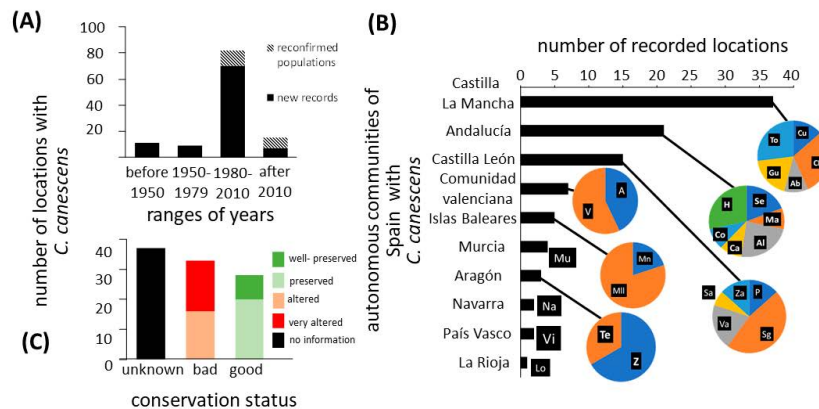 (A)
number of locations with
C. canescens
100
80
60
40
20
reconfirmed
populations
new records
before
1950
1950-
1979
1980-
2010
after
2010
ranges of years
40
30
20
10
0
well- preserved
preserved
altered
very altered
no information
(C)
unknown bad good
conservation status
(B)
number of recorded locations
0 5 10 15 20 25 30 35 40
autonomous communities of
Spain with
C. canescens
Castilla
La Mancha
Andalucía
Castilla León
Comunidad
valenciana
Islas Baleares
Murcia
Aragón
Navarra
País Vasco
La Rioja
To
Cu
Gu
Ab
H
Se
Ma
Co
Ca
Al
A
V
Mn
Mll
Mu
Na
Vi
Lo
Te
Z
Sa
Za
P
Va
Sg